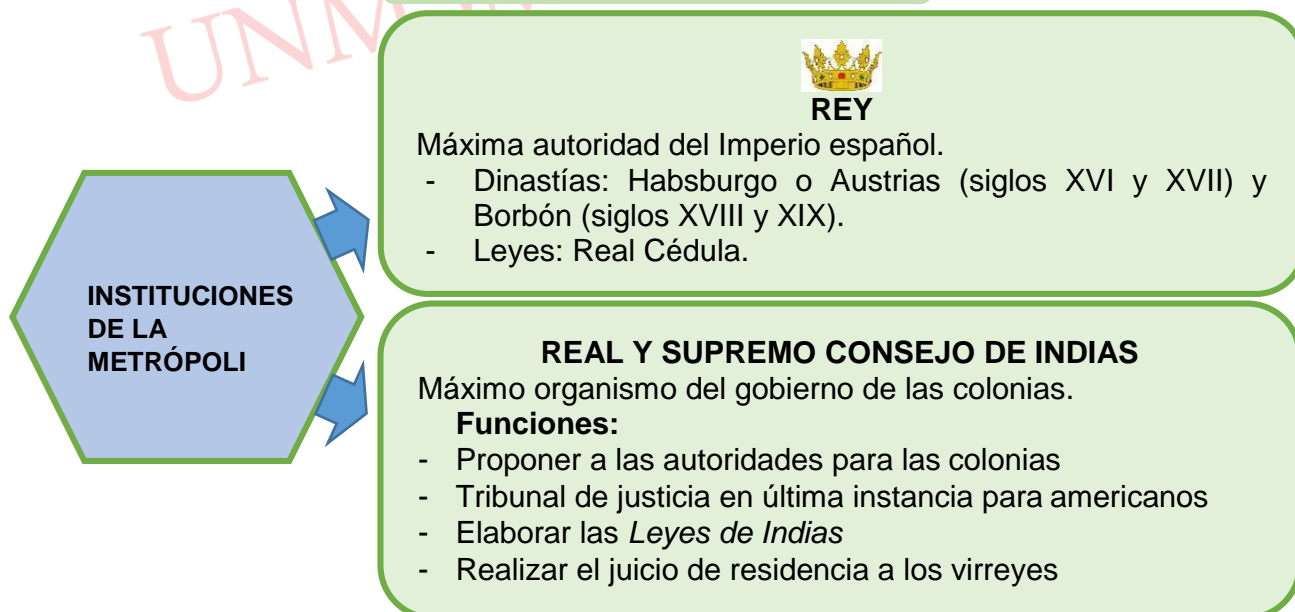 REY
Máxima autoridad del Imperio español.
- Dinastías: Habsburgo o Austrias (siglos XVI y XVII) y
Borbón (siglos XVIII y XIX).
- Leyes: Real Cédula.
INSTITUCIONES
DE LA
METRÓPOLI
REAL Y SUPREMO CONSEJO DE INDIAS
Máximo organismo del gobierno de las colonias.
Funciones:
- Proponer a las autoridades para las colonias
- Tribunal de justicia en última instancia para americanos
- Elaborar las Leyes de Indias
- Realizar el juicio de residencia a los virreyes